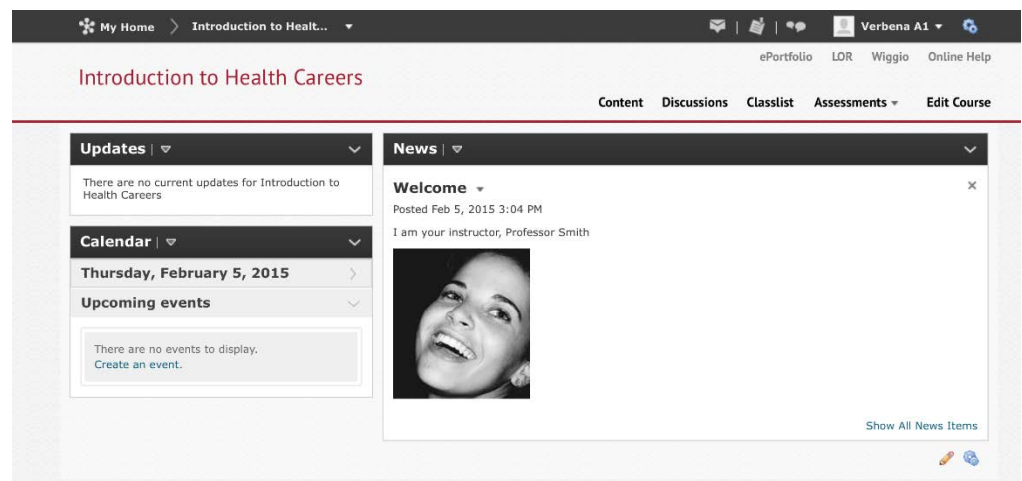 My Home
Introduction to Healt...
Verbena A1
ePortfolio LOR Wiggio Online Help
Introduction to Health Careers
Content Discussions Classlist Assessments Edit Course
Updates
There are no current updates for Introduction to
Health Careers
Calendar
Thursday, February 5, 2015
Upcoming events
There are no events to display.
Create an event.
News
Welcome
Posted Feb 5, 2015 3:04 PM
I am your instructor, Professor Smith
Show All News Items